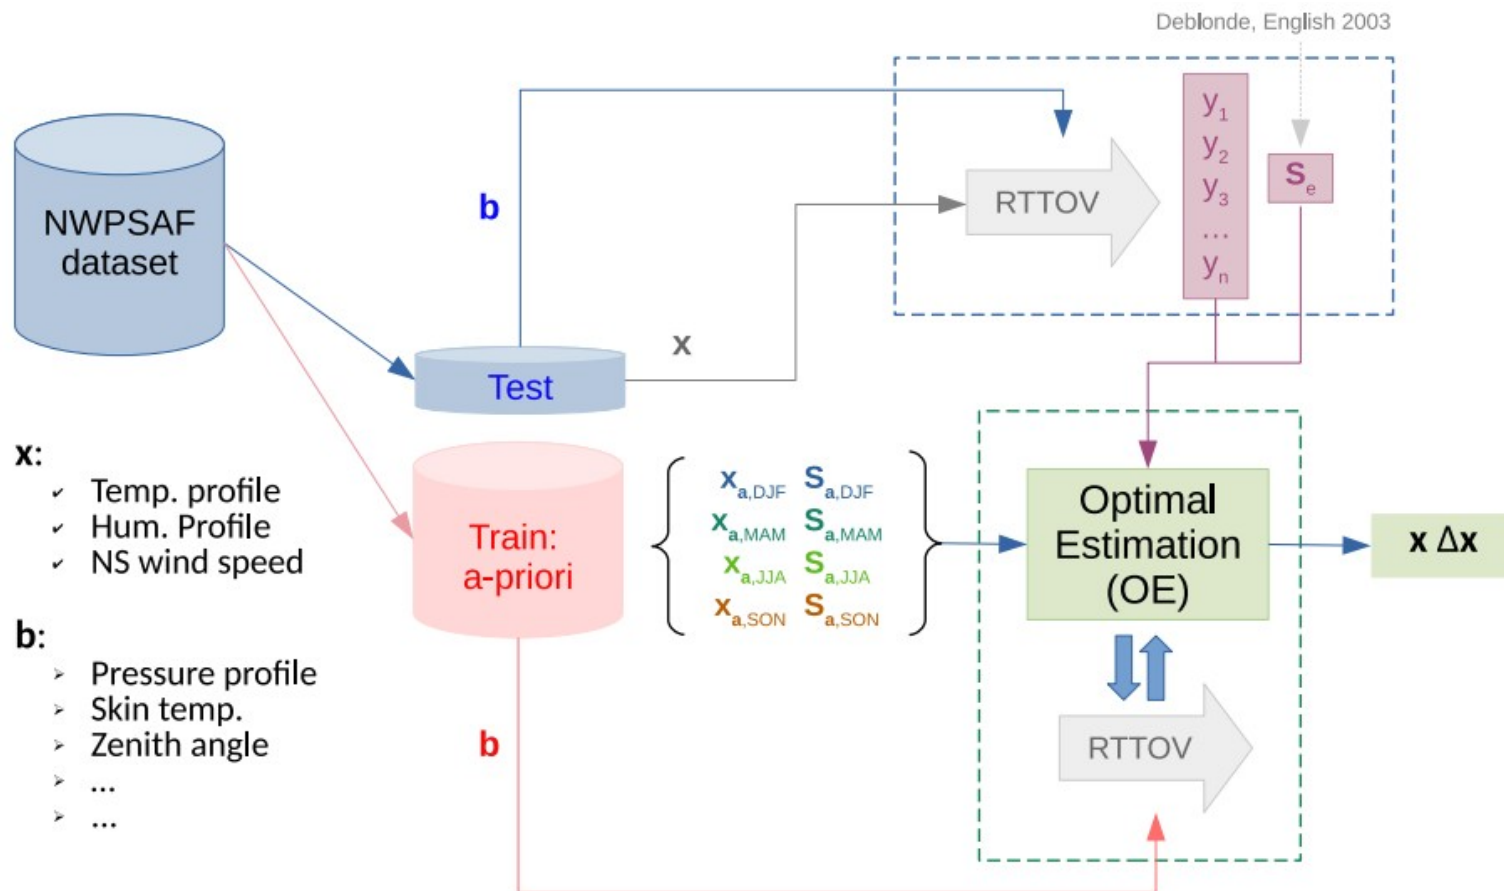 Deblonde, English 2003
NWPSAF
dataset
b
RTTOV
y1
y2
y3
...
yn
Se
x
Test
x:
Temp. profile
Hum. Profile
NS wind speed
b:
Pressure profile
Skin temp.
Zenith angle
...
...
Train:
a-priori
xa,DJF Sa,DJF
xa,MAM Sa,MAM
xa,JJA Sa,JJA
xa,SON Sa,SON
Optimal
Estimation
(OE)
x Δx
b
RTTOV